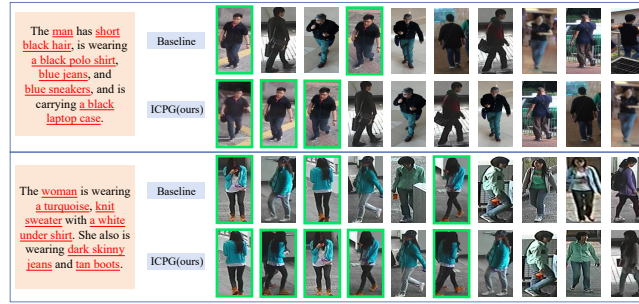 The man has short
black hair, is wearing
a black polo shirt,
blue jeans, and
blue sneakers, and is
carrying a black
laptop case.
Baseline
ICPG(ours)
The woman is wearing
a turquoise, knit
sweater with a white
under shirt. She also is
wearing dark skinny
jeans and tan boots.
Baseline
ICPG(ours)